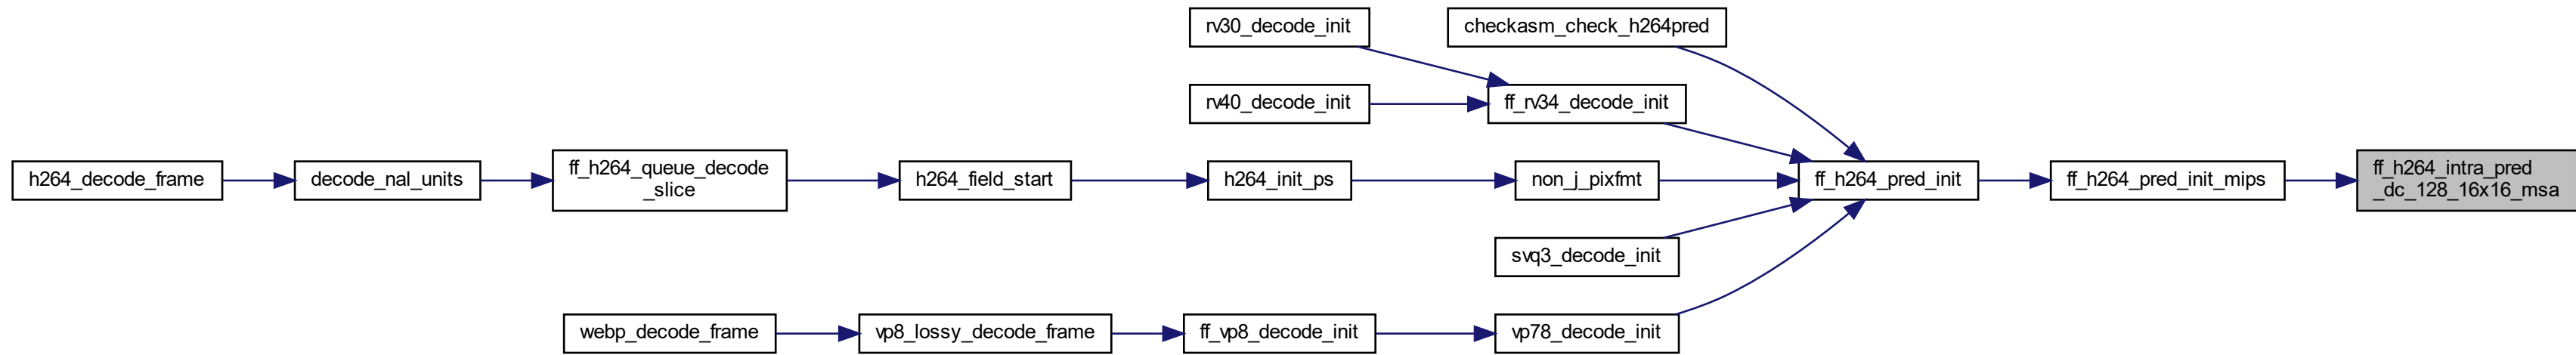 rv30_decode_init
checkasm_check_h264pred
rv40_decode_init
ff_rv34_decode_init
h264_decode_frame
decode_nal_units
ff_h264_queue_decode
_slice
h264_field_start
h264_init_ps
non_j_pixfmt
ff_h264_pred_init
ff_h264_pred_init_mips
ff_h264_intra_pred
_dc_128_16x16_msa
svq3_decode_init
webp_decode_frame
vp8_lossy_decode_frame
ff_vp8_decode_init
vp78_decode_init